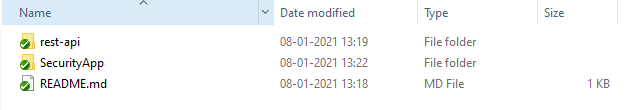 Name Date modified Type Size
rest-api 08-01-2021 13:19 File folder
SecurityApp 08-01-2021 13:22 File folder
README.md 08-01-2021 13:18 MD File 1 KB